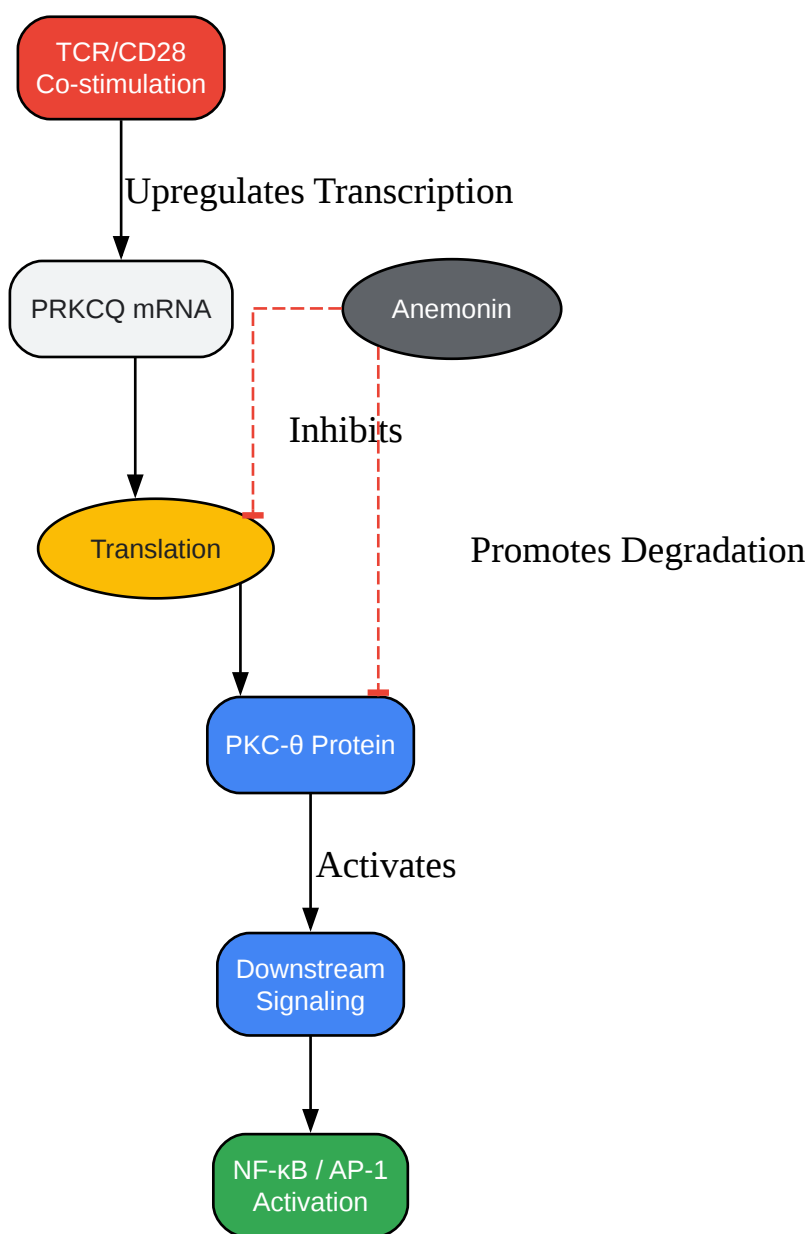 TCR/CD28
Co-stimulation
Upregulates Transcription
PRKCQ mRNA
Anemonin
Inhibits
Translation
Promotes Degradation
PKC-θ Protein
Activates
Downstream
Signaling
NF-κB / AP-1
Activation